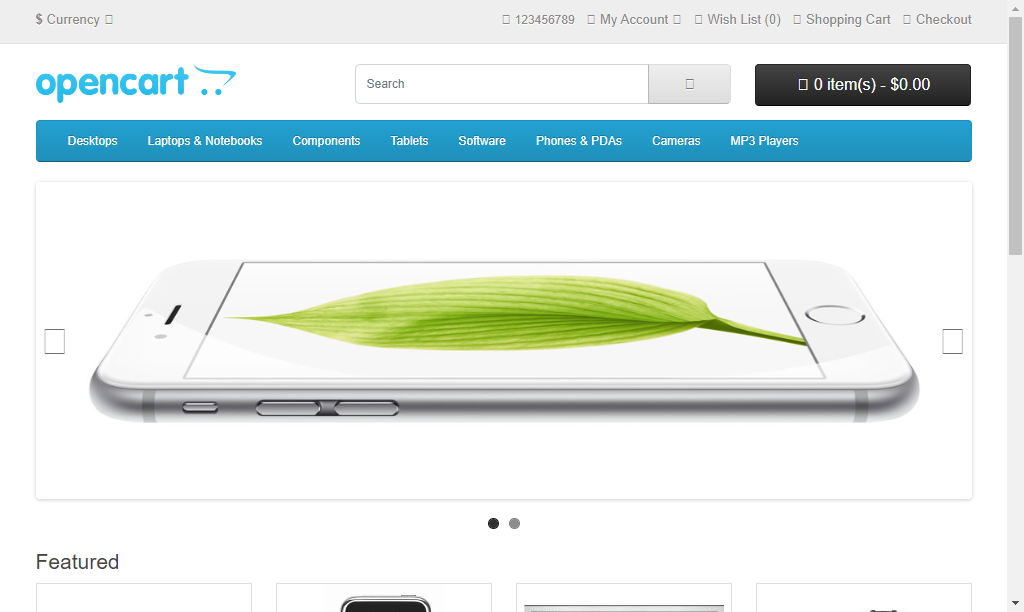 $ Currency
123456789 My Account Wish List (0) Shopping Cart Checkout
opencart
Search
0 item(s) - $0.00
Desktops Laptops & Notebooks Components Tablets Software Phones & PDAs Cameras MP3 Players
Featured